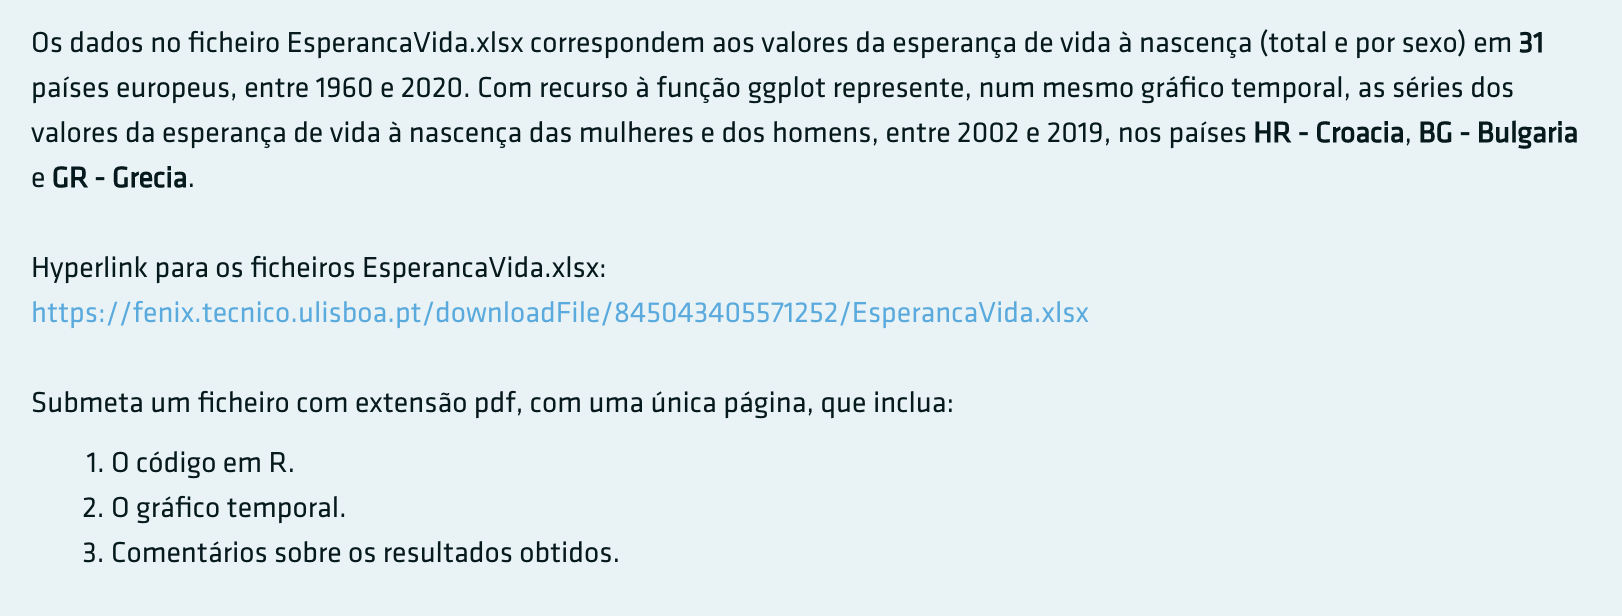 Os dados no ficheiro EsperancaVida.xlsx correspondem aos valores da esperança de vida à nascença (total e por sexo) em 31
países europeus, entre 1960 e 2020. Com recurso à função ggplot represente, num mesmo gráfico temporal, as séries dos
valores da esperança de vida à nascença das mulheres e dos homens, entre 2002 e 2019, nos países HR - Croacia, BG - Bulgaria
e GR - Grecia.
Hyperlink para os ficheiros EsperancaVida.xlsx:
https://fenix.tecnico.ulisboa.pt/downloadFile/845043405571252/EsperancaVida.xlsx
Submeta um ficheiro com extensão pdf, com uma única página, que inclua:
1. O código em R.
2. O gráfico temporal.
3. Comentários sobre os resultados obtidos.